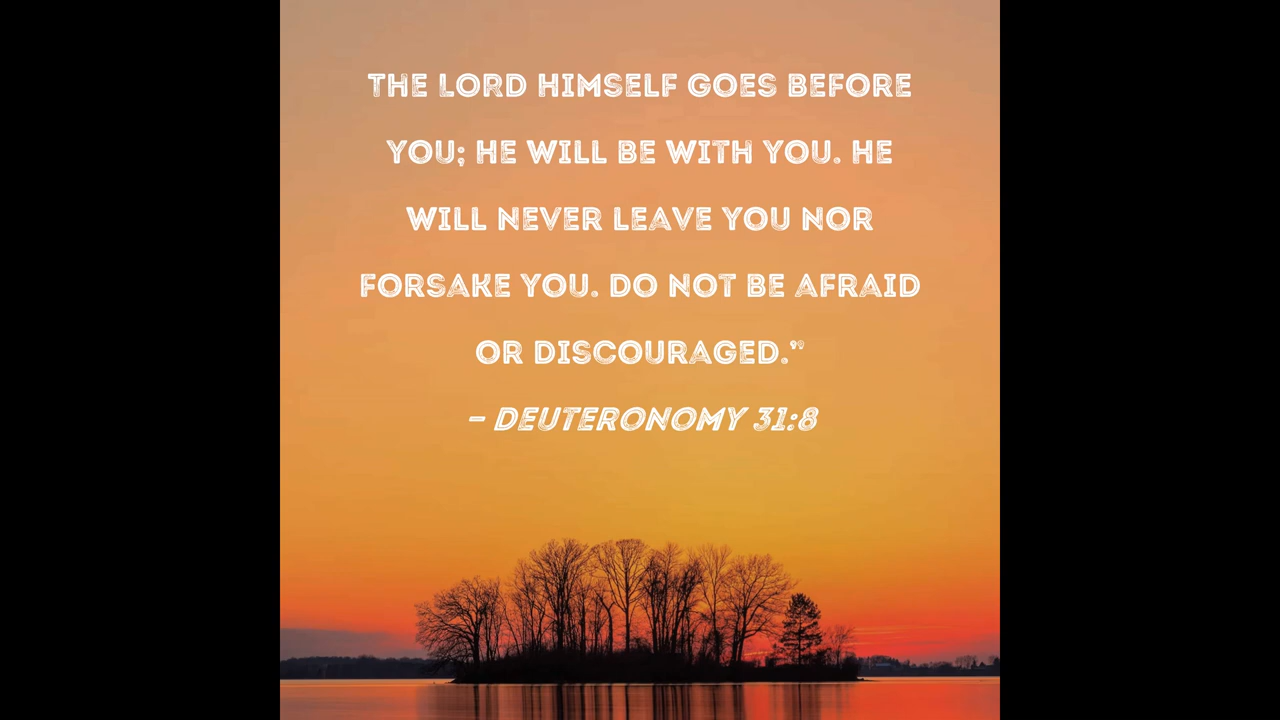 THE LORD HIMSELF GOES BEFORE
YOU; HE WILL BE WITH YOU. HE
WILL NEVER LEAVE YOU NOR
FORSAKE YOU. DO NOT BE AFRAID
OR DISCOURAGED.”
– DEUTERONOMY 31:8